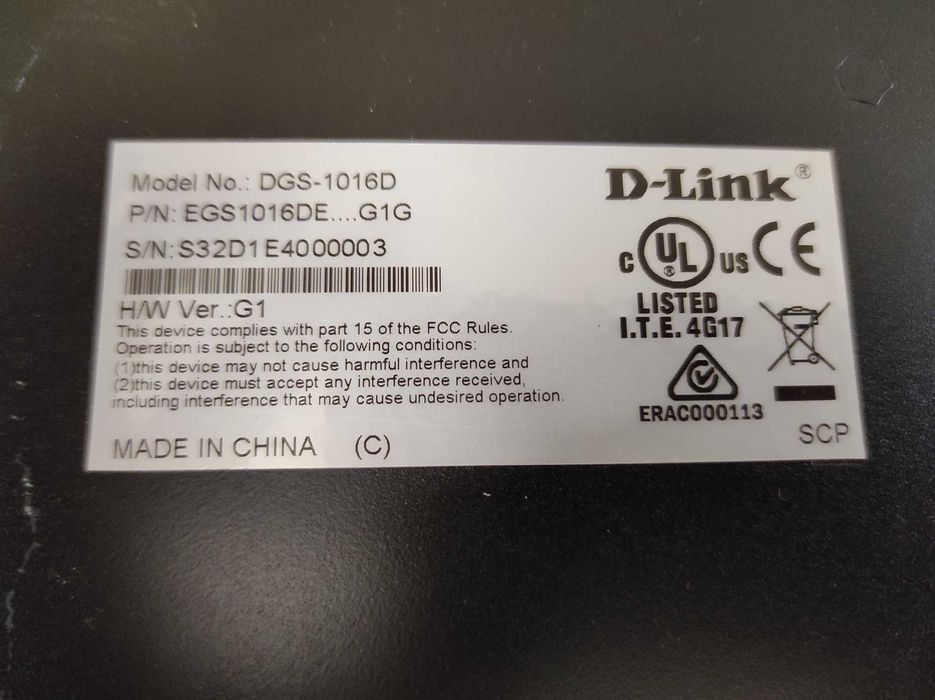 Model No.: DGS-1016D
P/N: EGS1016DE....G1G
S/N: S32D1E4000003
H/W Ver.:G1
This device complies with part 15 of the FCC Rules.
Operation is subject to the following conditions:
(1)this device may not cause harmful interference and
(2)this device must accept any interference received,
including interference that may cause undesired operation.
MADE IN CHINA (C)
D-Link®
C UL® US CE
LISTED
I.T.E. 4G17
ERAC000113
SCP